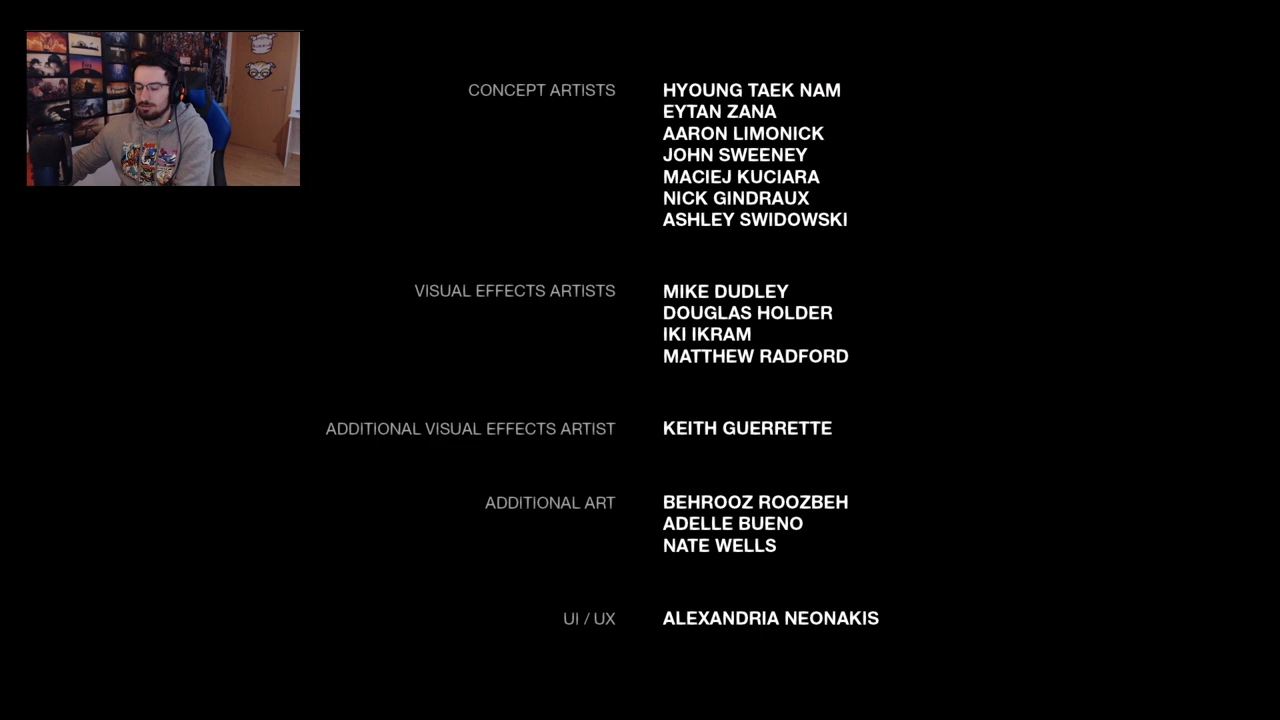 CONCEPT ARTISTS HYOUNG TAEK NAM
EYTAN ZANA
AARON LIMONICK
JOHN SWEENEY
MACIEJ KUCIARA
NICK GINDRAUX
ASHLEY SWIDOWSKI
VISUAL EFFECTS ARTISTS MIKE DUDLEY
DOUGLAS HOLDER
IKI IKRAM
MATTHEW RADFORD
ADDITIONAL VISUAL EFFECTS ARTIST KEITH GUERRETTE
ADDITIONAL ART BEHROOZ ROOZBEH
ADELLE BUENO
NATE WELLS
UI / UX ALEXANDRIA NEONAKIS